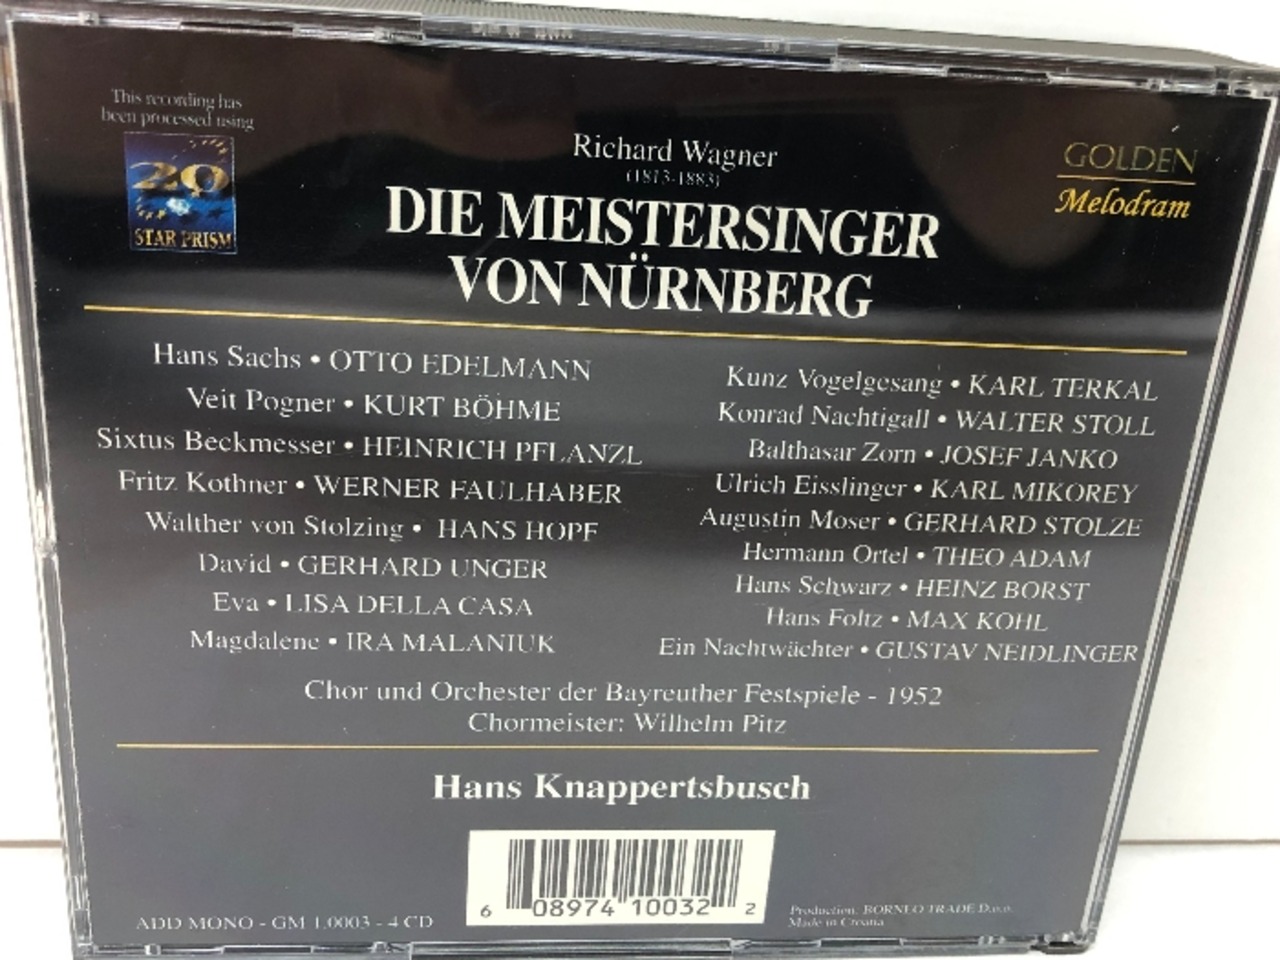 This recording has
been processed using
20
STAR PRISM
Richard Wagner
(1813-1883)
DIE MEISTERSINGER
VON NÜRNBERG
GOLDEN
Melodram
Hans Sachs • OTTO EDELMANN
Veit Pogner • KURT BÖHME
Sixtus Beckmesser • HEINRICH PFLANZL
Fritz Kothner • WERNER FAULHABER
Walther von Stolzing • HANS HOPF
David • GERHARD UNGER
Eva • LISA DELLA CASA
Magdalene • IRA MALANIUK
Kunz Vogelgesang • KARL TERKAL
Konrad Nachtigall • WALTER STOLL
Balthasar Zorn • JOSEF JANKO
Ulrich Eisslinger • KARL MIKOREY
Augustin Moser • GERHARD STOLZE
Hermann Ortel • THEO ADAM
Hans Schwarz • HEINZ BORST
Hans Foltz • MAX KOHL
Ein Nachtwächter • GUSTAV NEIDLINGER
Chor und Orchester der Bayreuther Festspiele - 1952
Chormeister: Wilhelm Pitz
Hans Knappertsbusch
6 08974 10032 2
ADD MONO - GM 1.0003 - 4 CD
Production: BORNEO TRADE D.o.o.
Made in Croatia